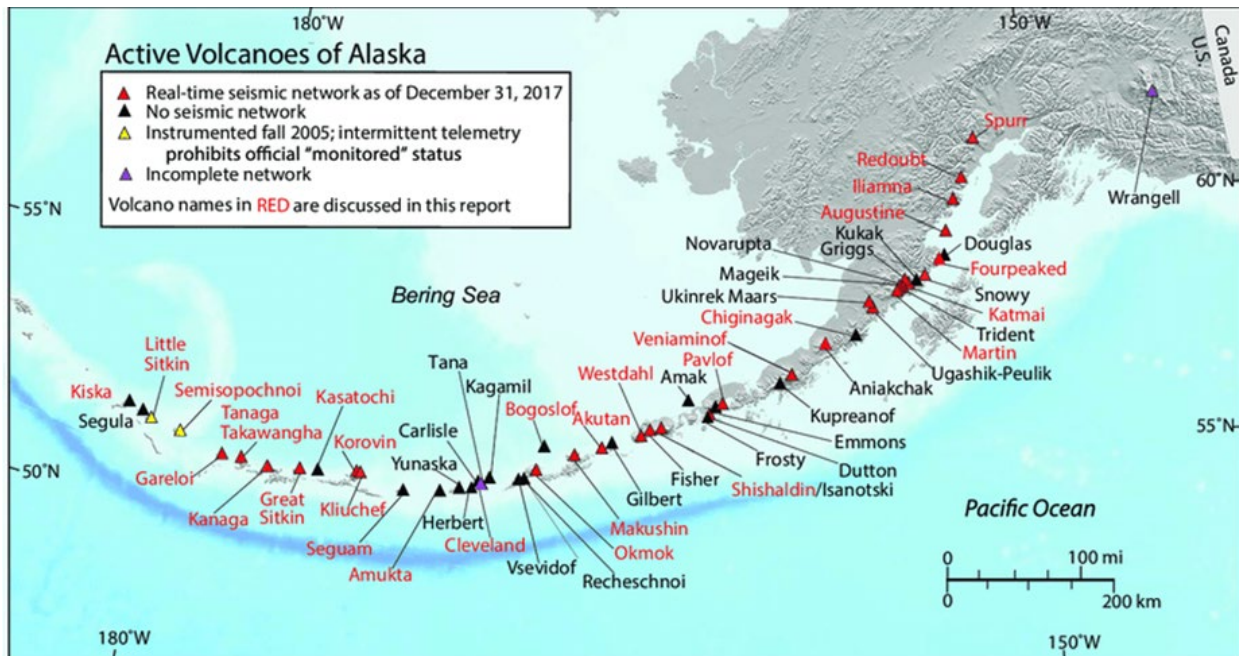 180°W
150°W
Canada
U.S.
Active Volcanoes of Alaska
Real-time seismic network as of December 31, 2017
No seismic network
Instrumented fall 2005; intermittent telemetry
prohibits official “monitored” status
Incomplete network
Volcano names in RED are discussed in this report
55°N
60°N
Spurr
Redoubt
Iliamna
Wrangell
Augustine
Kukak
Griggs
Novarupta
Douglas
Fourpeaked
Mageik
Snowy
Ukinrek Maars
Katmai
Trident
Bering Sea
Chiginagak
Martin
Ugashik-Peulik
Veniaminof
Pavlof
Aniakchak
Little
Sitkin
Kiska
Segula
Semisopochnoi
Tanaga
Takawangha
Kasatochi
Tana
Kagamil
Westdahl
Amak
Kupreanof
Bogoslof
Akutan
Korovin
Carlisle
Yunaska
Emmons
55°N
50°N
Gareloi
Frosty
Dutton
Fisher
Shishaldin/Isanotski
Gilbert
Great
Sitkin
Kanaga
Kliuchef
Herbert
Seguam
Cleveland
Makushin
Okmok
Amukta
Vsevidof
Recheschnoi
Pacific Ocean
0 100 mi
0 200 km
180°W
150°W